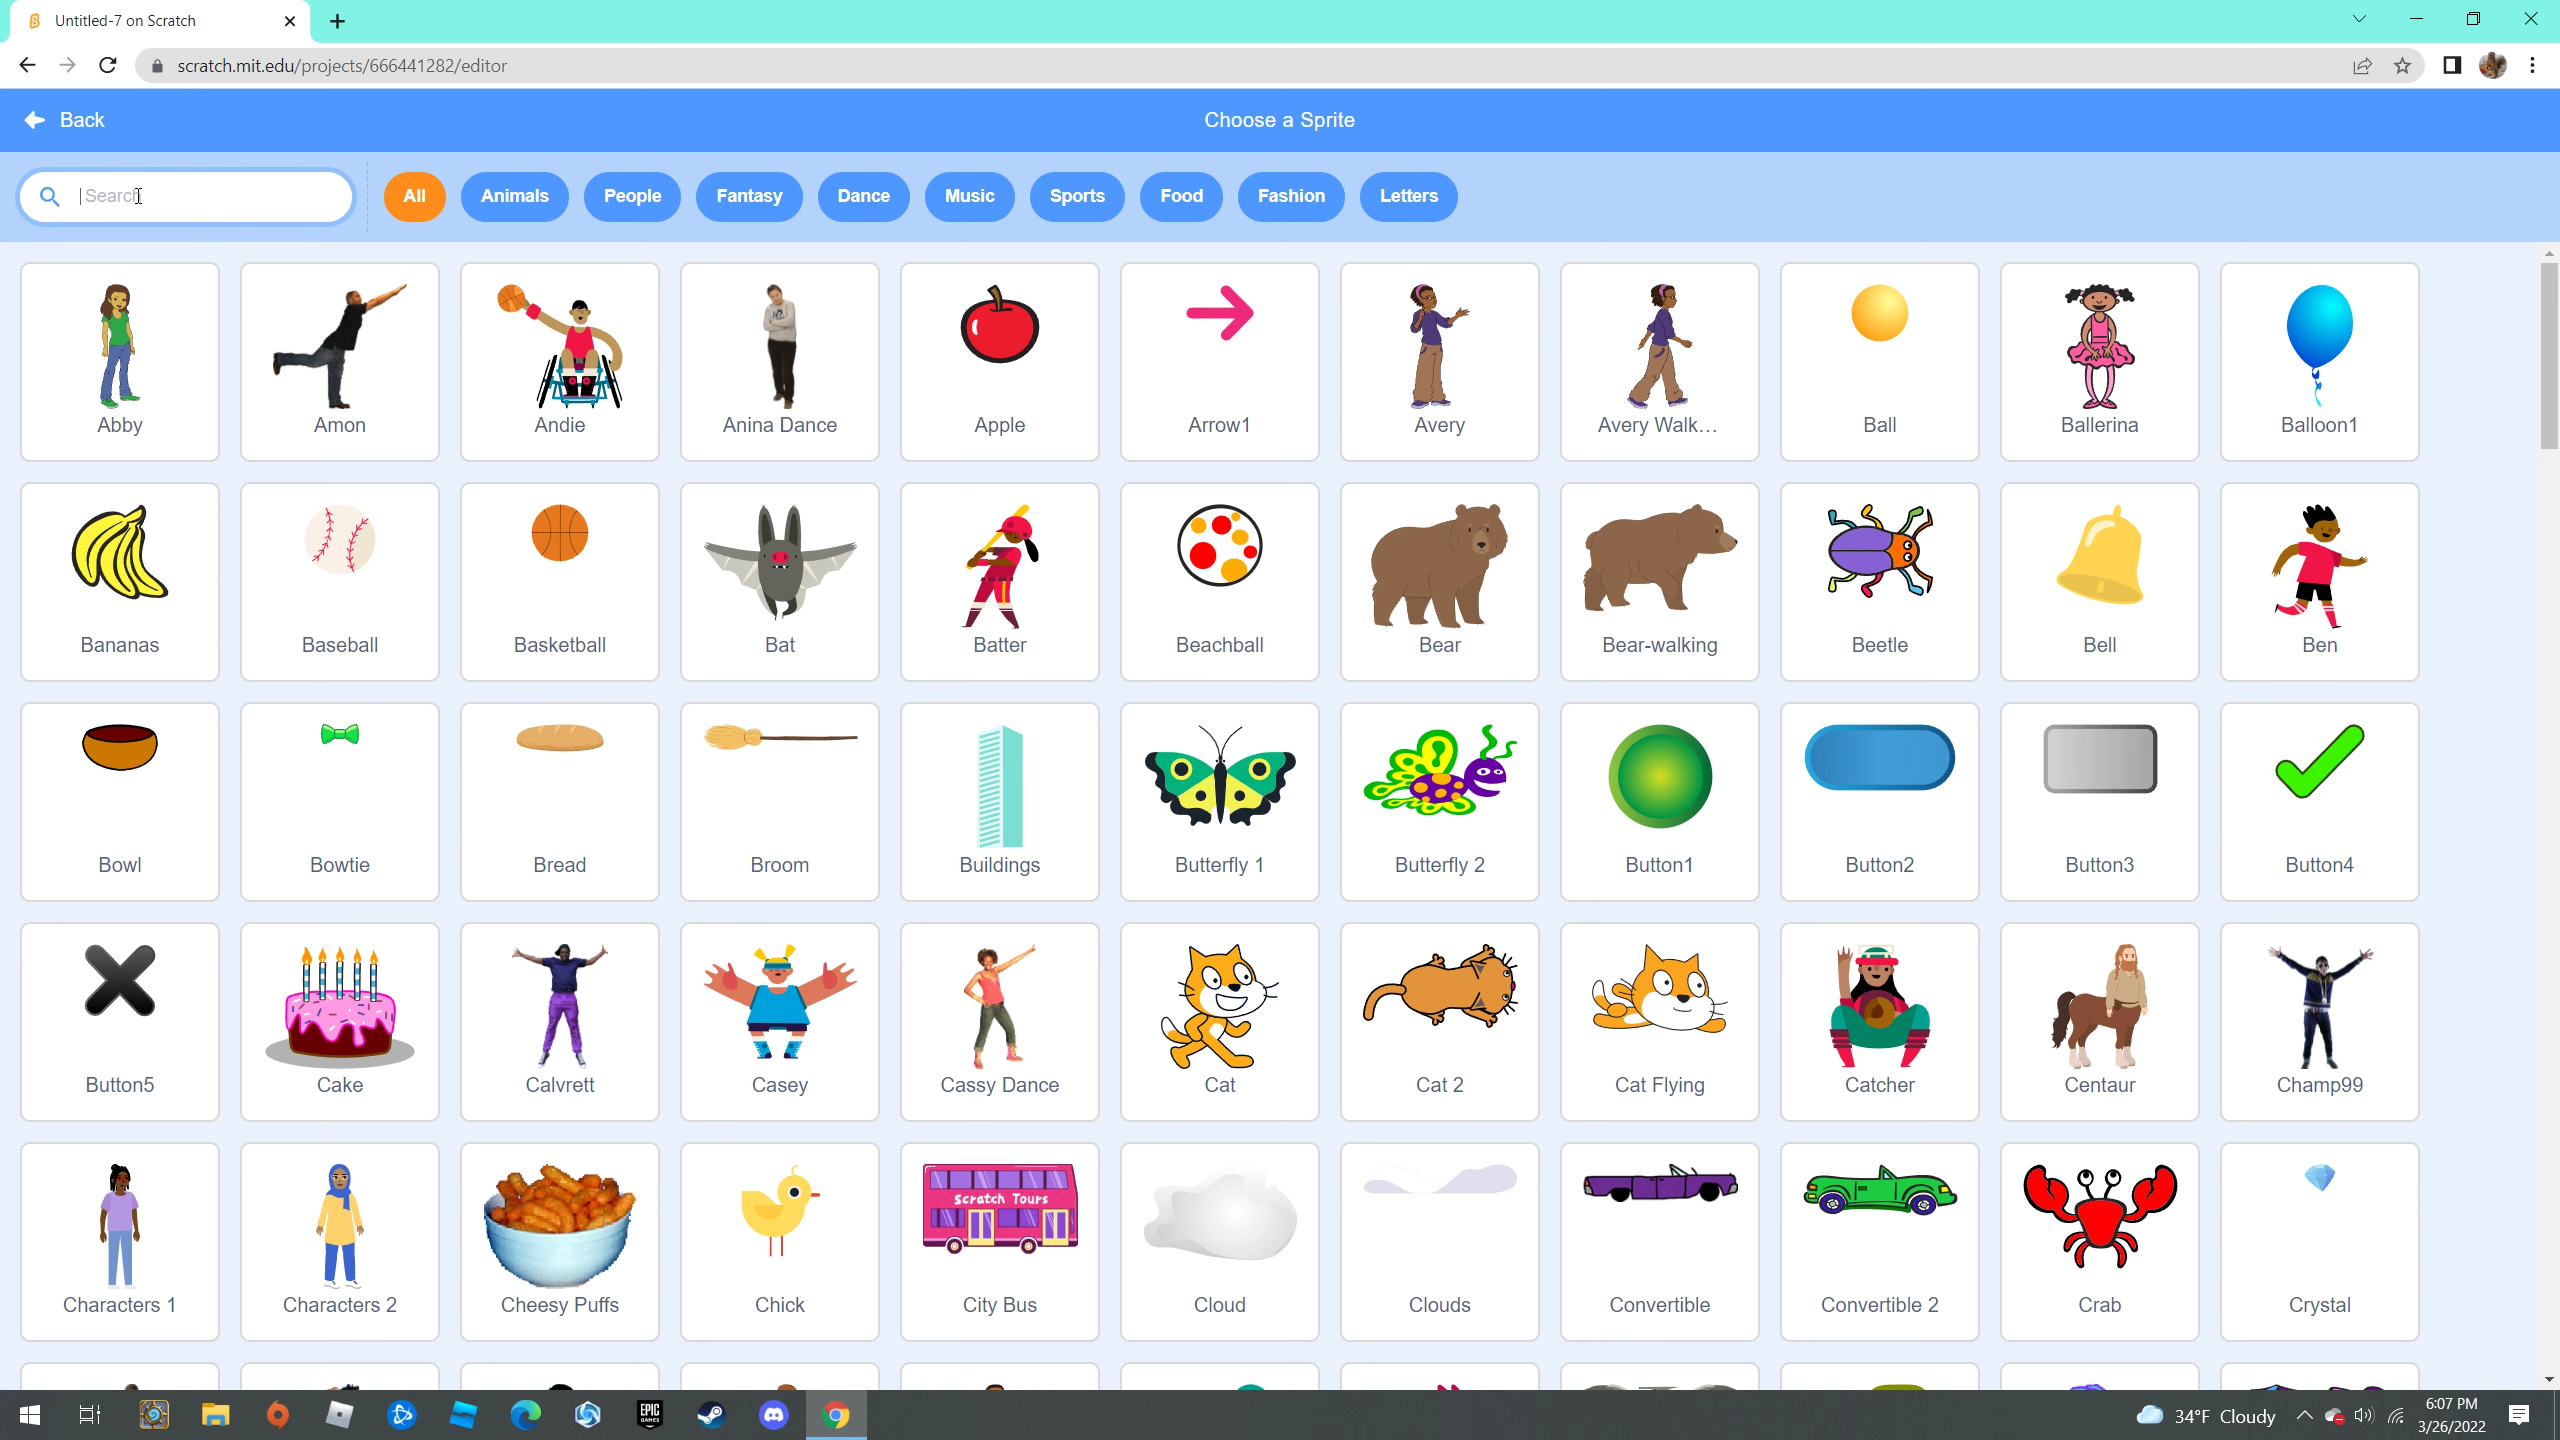 Untitled-7 on Scratch
scratch.mit.edu/projects/666441282/editor
Back
Choose a Sprite
Search
All
Animals
People
Fantasy
Dance
Music
Sports
Food
Fashion
Letters
Abby
Amon
Andie
Anina Dance
Apple
Arrow1
Avery
Avery Walk...
Ball
Ballerina
Balloon1
Bananas
Baseball
Basketball
Bat
Batter
Beachball
Bear
Bear-walking
Beetle
Bell
Ben
Bowl
Bowtie
Bread
Broom
Buildings
Butterfly 1
Butterfly 2
Button1
Button2
Button3
Button4
Button5
Cake
Calvrett
Casey
Cassy Dance
Cat
Cat 2
Cat Flying
Catcher
Centaur
Champ99
Scratch Tours
Characters 1
Characters 2
Cheesy Puffs
Chick
City Bus
Cloud
Clouds
Convertible
Convertible 2
Crab
Crystal
EPIC
GAMES
34°F Cloudy
6:07 PM
3/26/2022